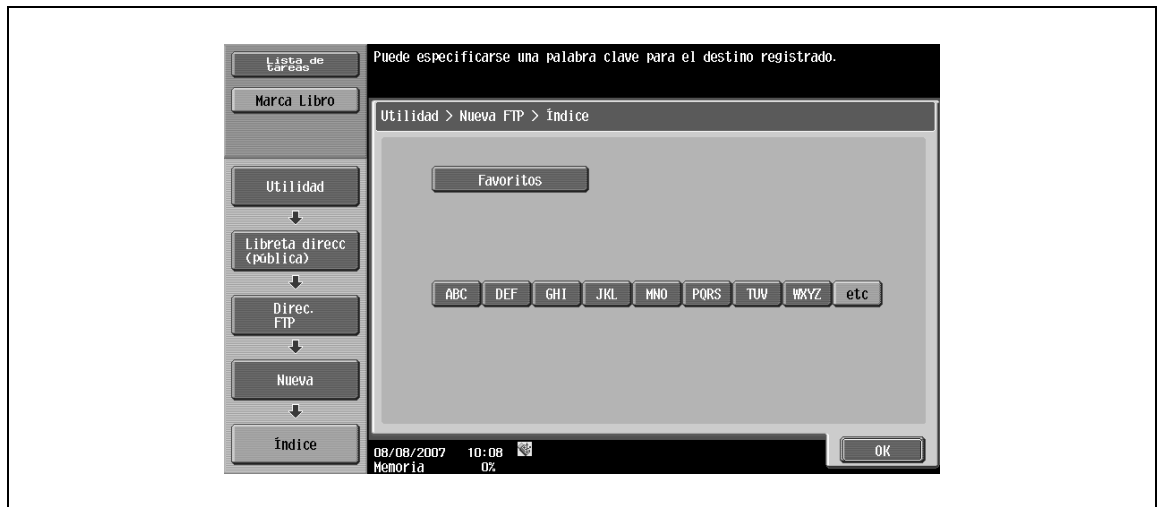 Lista de
tareas
Marca Libro
Puede especificarse una palabra clave para el destino registrado.
Utilidad > Nueva FTP > Índice
Utilidad
Libreta direcc
(pública)
Direc.
FTP
Nueva
Índice
Favoritos
ABC DEF GHI JKL MNO PQRS TUV WXYZ etc
08/08/2007 10:08
Memoria 0%
OK